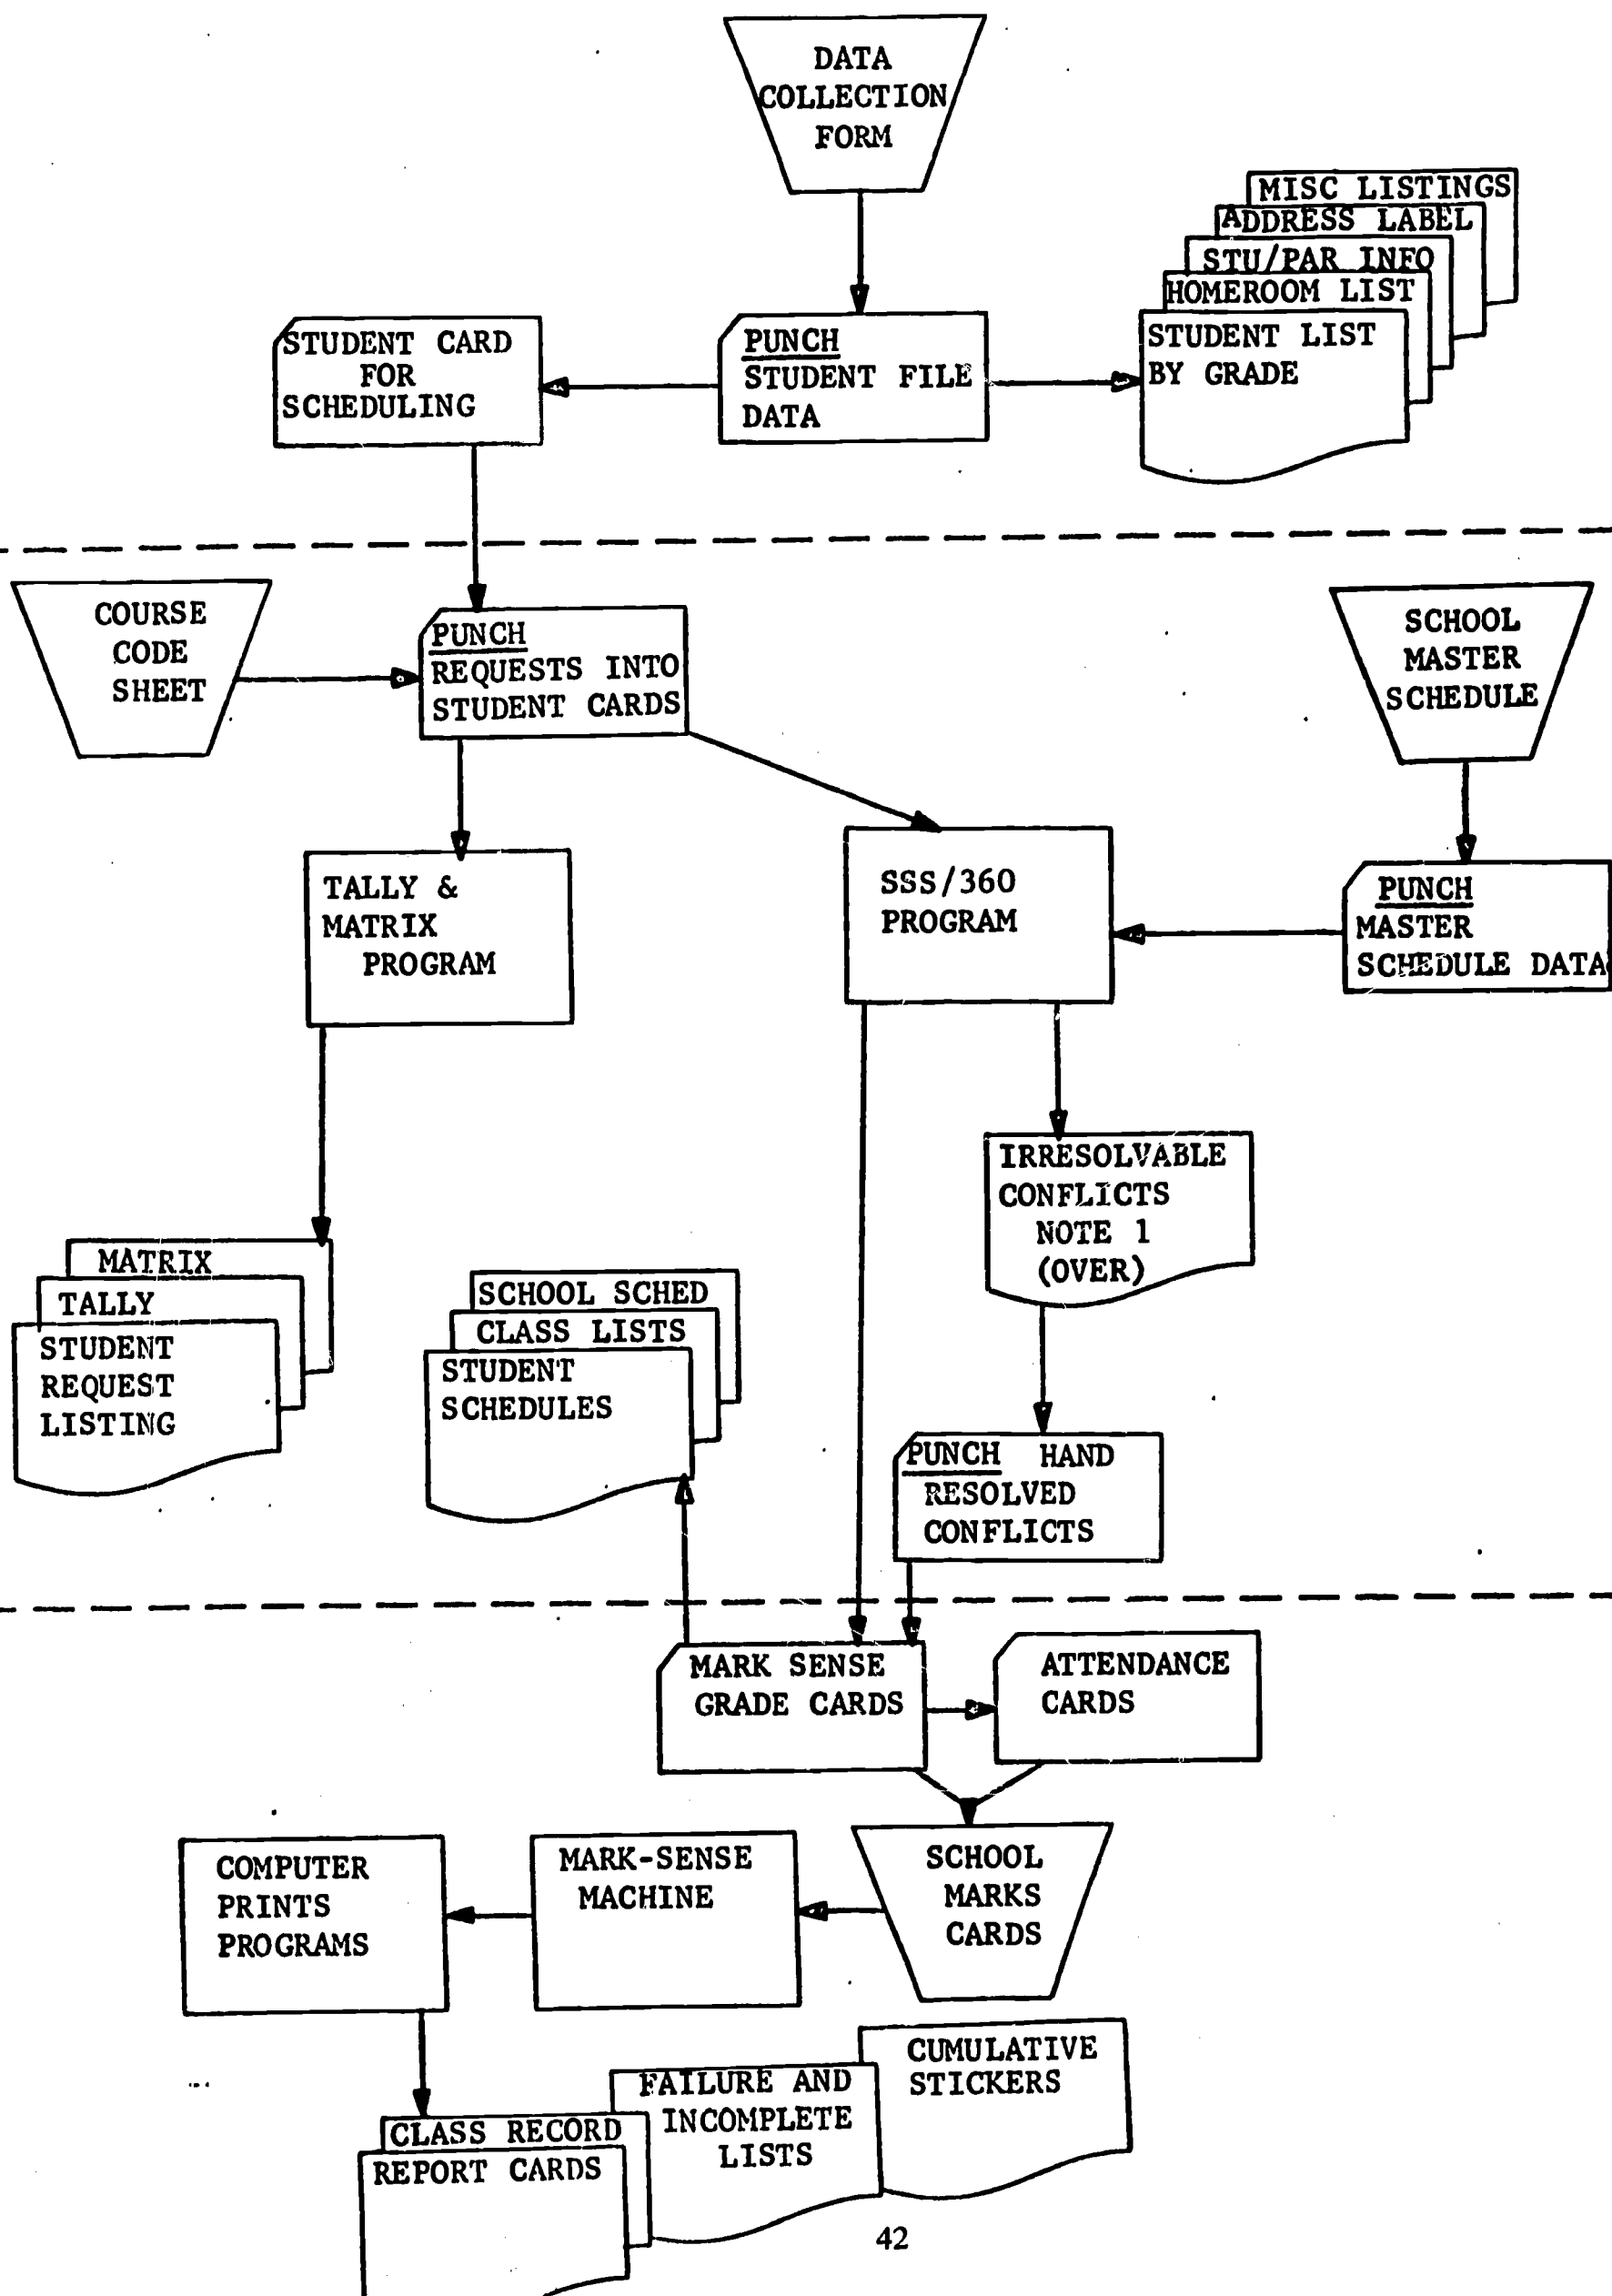 DATA
COLLECTION
FORM
MISC LISTINGS
ADDRESS LABEL
STU/PAR INFO
HOMEROOM LIST
STUDENT LIST
BY GRADE
PUNCH
STUDENT FILE
DATA
STUDENT CARD
FOR
SCHEDULING
COURSE
CODE
SHEET
PUNCH
REQUESTS INTO
STUDENT CARDS
SCHOOL
MASTER
SCHEDULE
TALLY &
MATRIX
PROGRAM
SSS/360
PROGRAM
PUNCH
MASTER
SCHEDULE DATA
IRRESOLVABLE
CONFLICTS
NOTE 1
(OVER)
MATRIX
TALLY
STUDENT
REQUEST
LISTING
SCHOOL SCHED
CLASS LISTS
STUDENT
SCHEDULES
PUNCH HAND
RESOLVED
CONFLICTS
MARK SENSE
GRADE CARDS
ATTENDANCE
CARDS
COMPUTER
PRINTS
PROGRAMS
MARK-SENSE
MACHINE
SCHOOL
MARKS
CARDS
CUMULATIVE
STICKERS
FAILURE AND
INCOMPLETE
LISTS
CLASS RECORD
REPORT CARDS
42